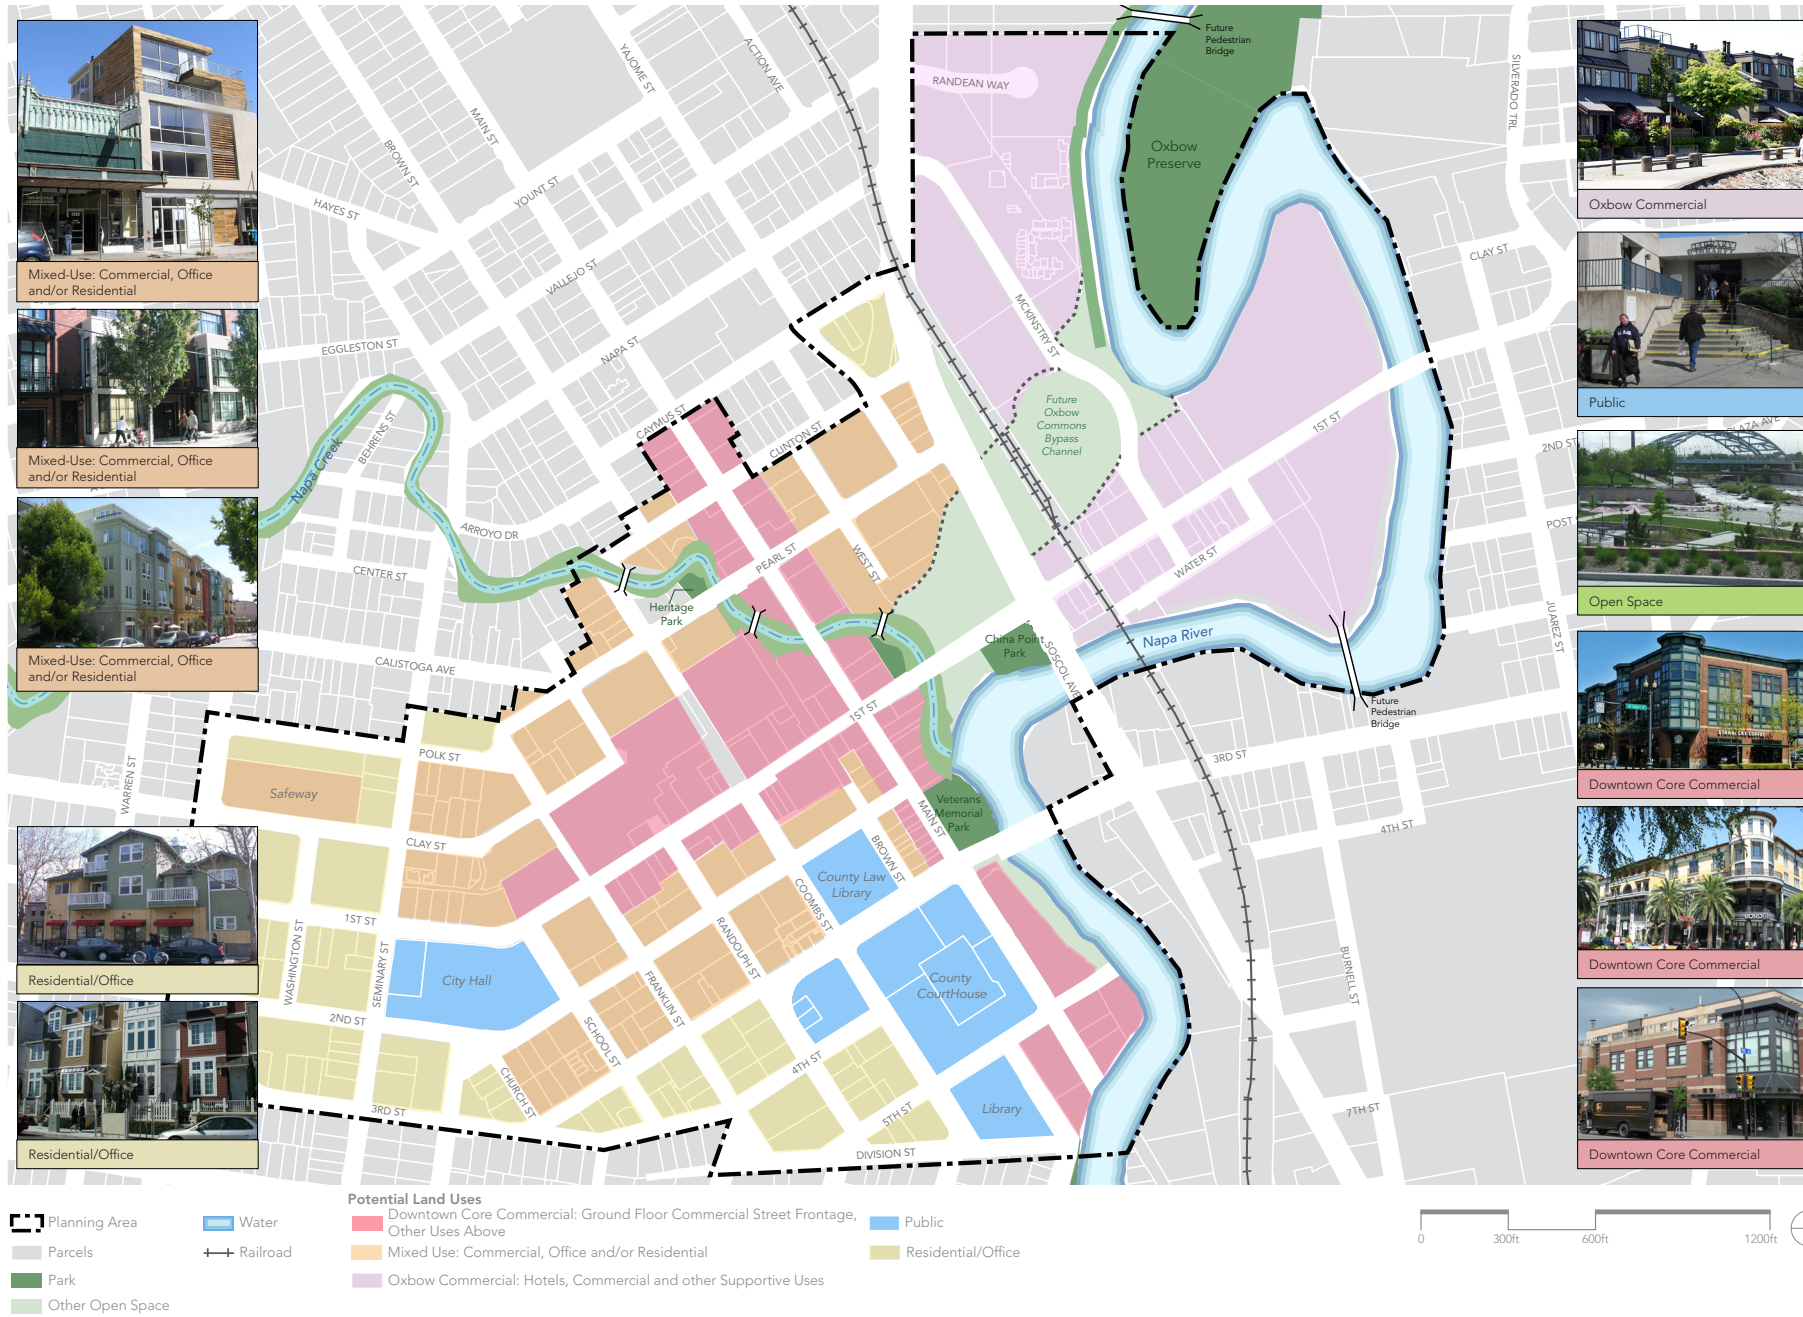 Mixed-Use: Commercial, Office
and/or Residential
Mixed-Use: Commercial, Office
and/or Residential
Mixed-Use: Commercial, Office
and/or Residential
Residential/Office
Residential/Office
Oxbow Commercial
Public
Open Space
Downtown Core Commercial
Downtown Core Commercial
Downtown Core Commercial
LIBRARY
STARBUCKS COFFEE
BORDERS
Future
Pedestrian
Bridge
RANDEAN WAY
Oxbow
Preserve
SILVERADO TRL
YAJOME ST
ACTION AVE
MAIN ST
BROWN ST
YOUNT ST
HAYES ST
VALLEJO ST
CLAY ST
MCKINSTRY ST
EGGLESTON ST
NAPA ST
CAYMUS ST
CLINTON ST
BEHRENS ST
Napa Creek
Future
Oxbow
Commons
Bypass
Channel
1ST ST
2ND ST
PLAZA AVE
POST
ARROYO DR
CENTER ST
PEARL ST
WEST ST
WATER ST
Heritage
Park
China Point
Park
Napa River
SOSCOL AVE
JUAREZ ST
CALISTOGA AVE
Future
Pedestrian
Bridge
1ST ST
POLK ST
3RD ST
WARREN ST
Safeway
Veterans
Memorial
Park
MAIN ST
4TH ST
CLAY ST
BROWN ST
County Law
Library
COOMBS ST
1ST ST
WASHINGTON ST
SEMINARY ST
City Hall
RANDOLPH ST
FRANKLIN ST
County
CourtHouse
BURNELL ST
2ND ST
SCHOOL ST
4TH ST
CHURCH ST
3RD ST
5TH ST
Library
7TH ST
DIVISION ST
Potential Land Uses
Planning Area
Water
Downtown Core Commercial: Ground Floor Commercial Street Frontage,
Other Uses Above
Public
Parcels
Railroad
Mixed Use: Commercial, Office and/or Residential
Residential/Office
Park
Oxbow Commercial: Hotels, Commercial and other Supportive Uses
Other Open Space
0 300ft 600ft 1200ft